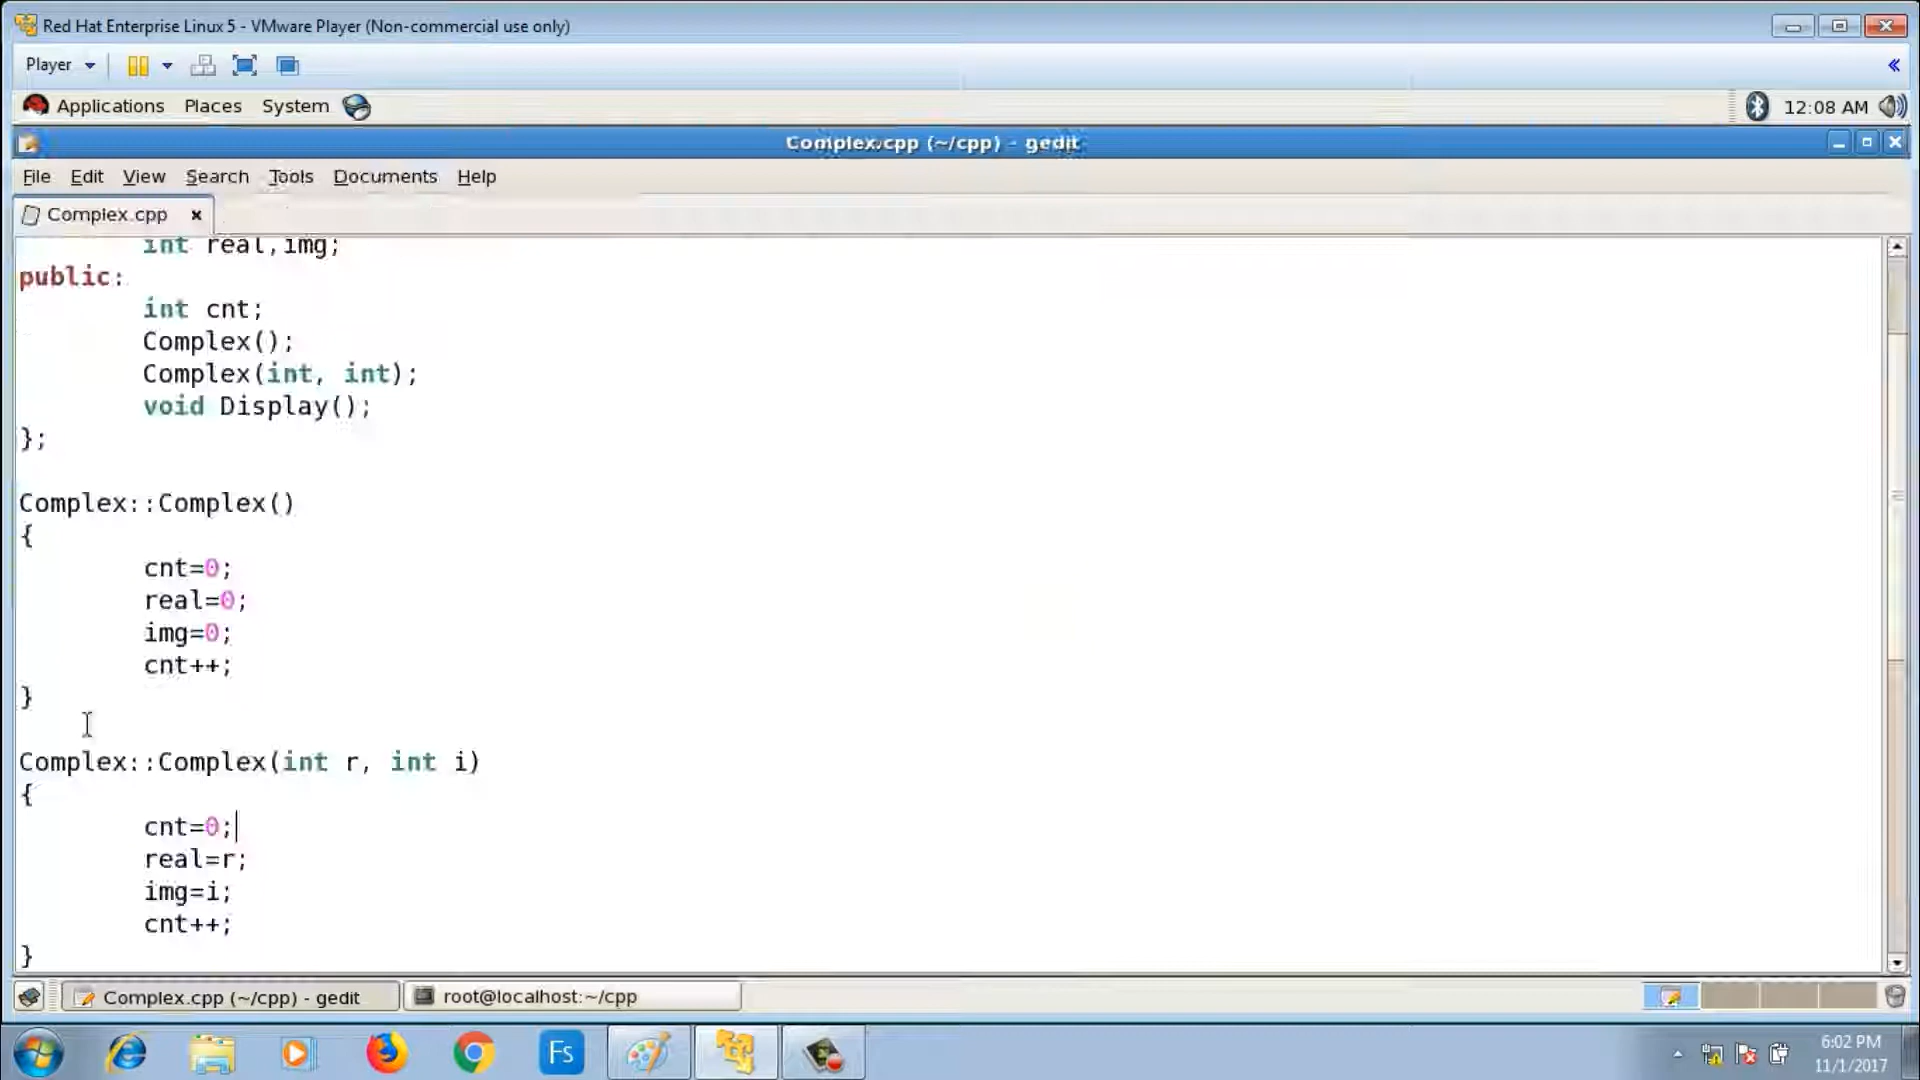 Red Hat Enterprise Linux 5 - VMware Player (Non-commercial use only)
Player
Applications Places System
12:08 AM
Complex.cpp (~/cpp) - gedit
File Edit View Search Tools Documents Help
Complex.cpp
int real,img;
public:
int cnt;
Complex();
Complex(int, int);
void Display();
};
Complex::Complex()
{
cnt=0;
real=0;
img=0;
cnt++;
}
Complex::Complex(int r, int i)
{
cnt=0;
real=r;
img=i;
cnt++;
}
Complex.cpp (~/cpp) - gedit
root@localhost:~/cpp
Fs
6:02 PM
11/1/2017